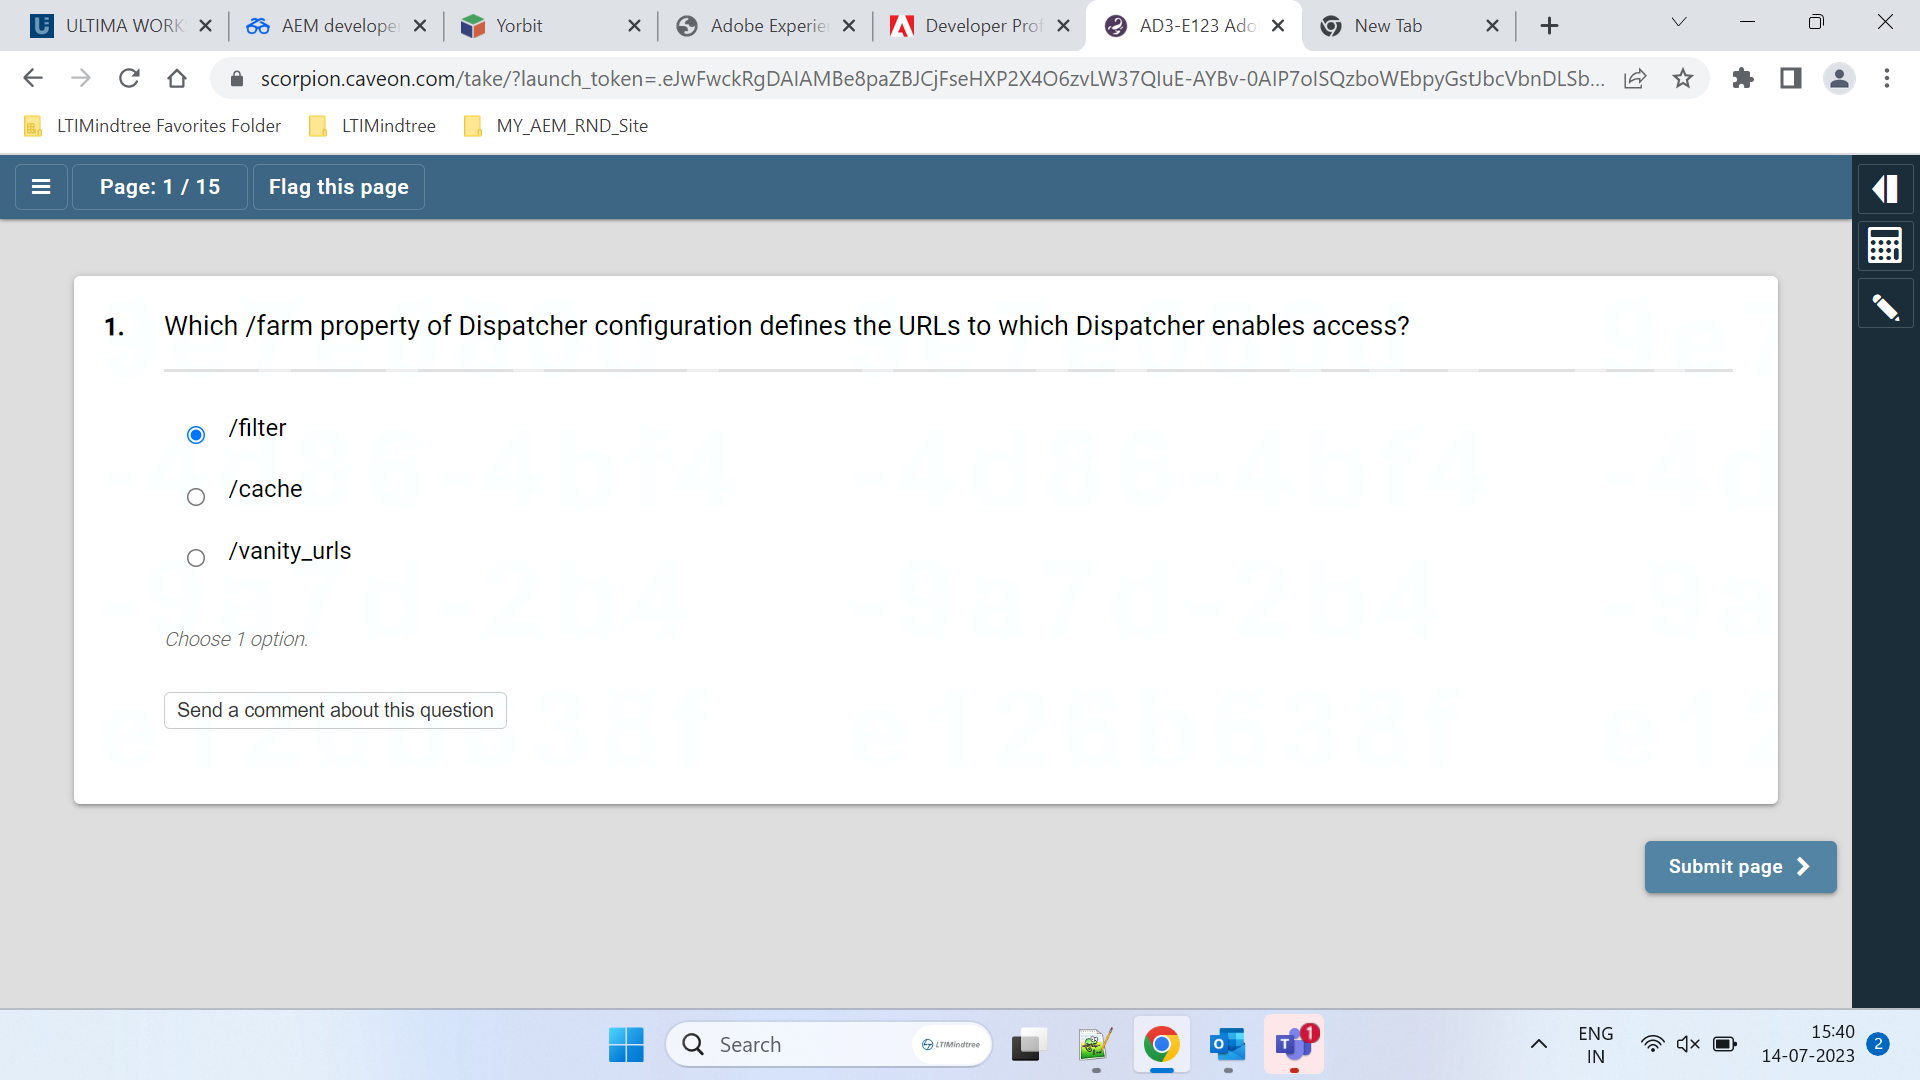 ULTIMA WORK
AEM develope
Yorbit
Adobe Experie
Developer Prof
AD3-E123 Ado
New Tab
scorpion.caveon.com/take/?launch_token=.eJwFwckRgDAIAMBe8paZBJCjFseHXP2X4O6zvLW37QIuE-AYBv-0AIP7oISQzboWEbpyGstJbcVbnDLSb...
LTIMindtree Favorites Folder
LTIMindtree
MY_AEM_RND_Site
Page: 1 / 15
Flag this page
1. Which /farm property of Dispatcher configuration defines the URLs to which Dispatcher enables access?
/filter
/cache
/vanity_urls
Choose 1 option.
Send a comment about this question
Submit page
Search
LTIMindtree
1
ENG
IN
15:40
14-07-2023
2